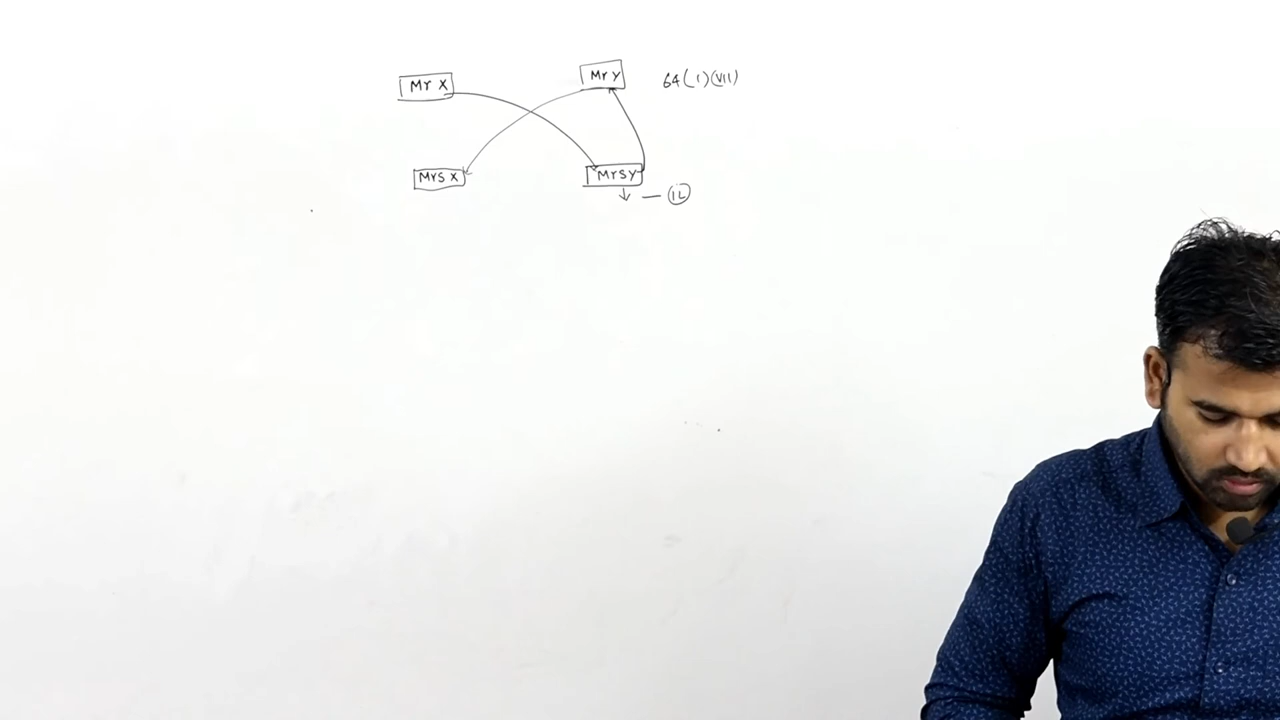 Mr X
Mr Y
64(1)(VII)
Mrs X
Mrs Y
↓ — 1L